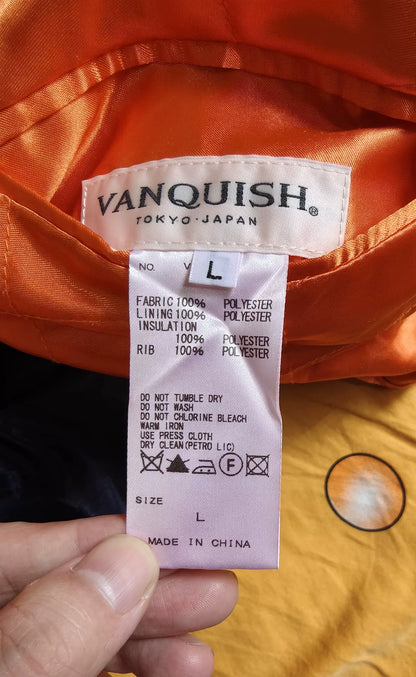 VANQUISH®
TOKYO·JAPAN
L
NO. V
FABRIC 100% POLYESTER
LINING 100% POLYESTER
INSULATION
100% POLYESTER
RIB 100% POLYESTER
DO NOT TUMBLE DRY
DO NOT WASH
DO NOT CHLORINE BLEACH
WARM IRON
USE PRESS CLOTH
DRY CLEAN(PETRO LIC)
F
SIZE
L
MADE IN CHINA